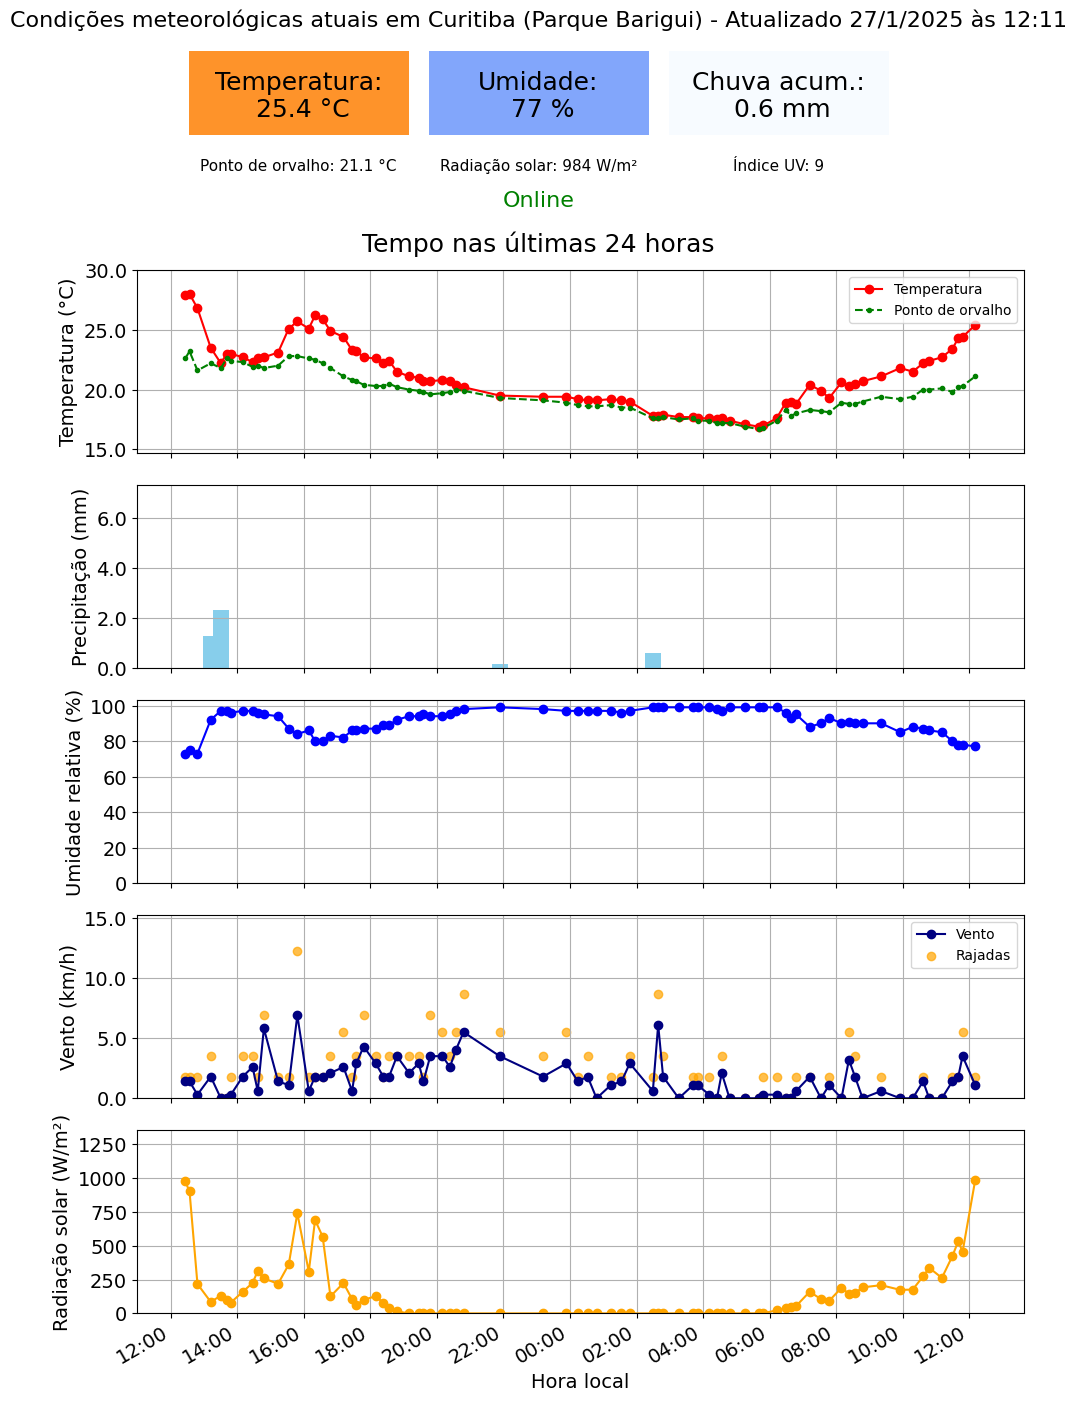 Condições meteorológicas atuais em Curitiba (Parque Barigui) - Atualizado 27/1/2025 às 12:11
Temperatura:
25.4 °C
Umidade:
77 %
Chuva acum.:
0.6 mm
Ponto de orvalho: 21.1 °C
Radiação solar: 984 W/m²
Índice UV: 9
Online
Tempo nas últimas 24 horas
Temperatura (°C)
30.0
25.0
20.0
15.0
Temperatura
Ponto de orvalho
Precipitação (mm)
6.0
4.0
2.0
0.0
Umidade relativa (%)
100
80
60
40
20
0
Vento (km/h)
15.0
10.0
5.0
0.0
Vento
Rajadas
Radiação solar (W/m²)
1250
1000
750
500
250
0
12:00
14:00
16:00
18:00
20:00
22:00
00:00
02:00
04:00
06:00
08:00
10:00
12:00
Hora local